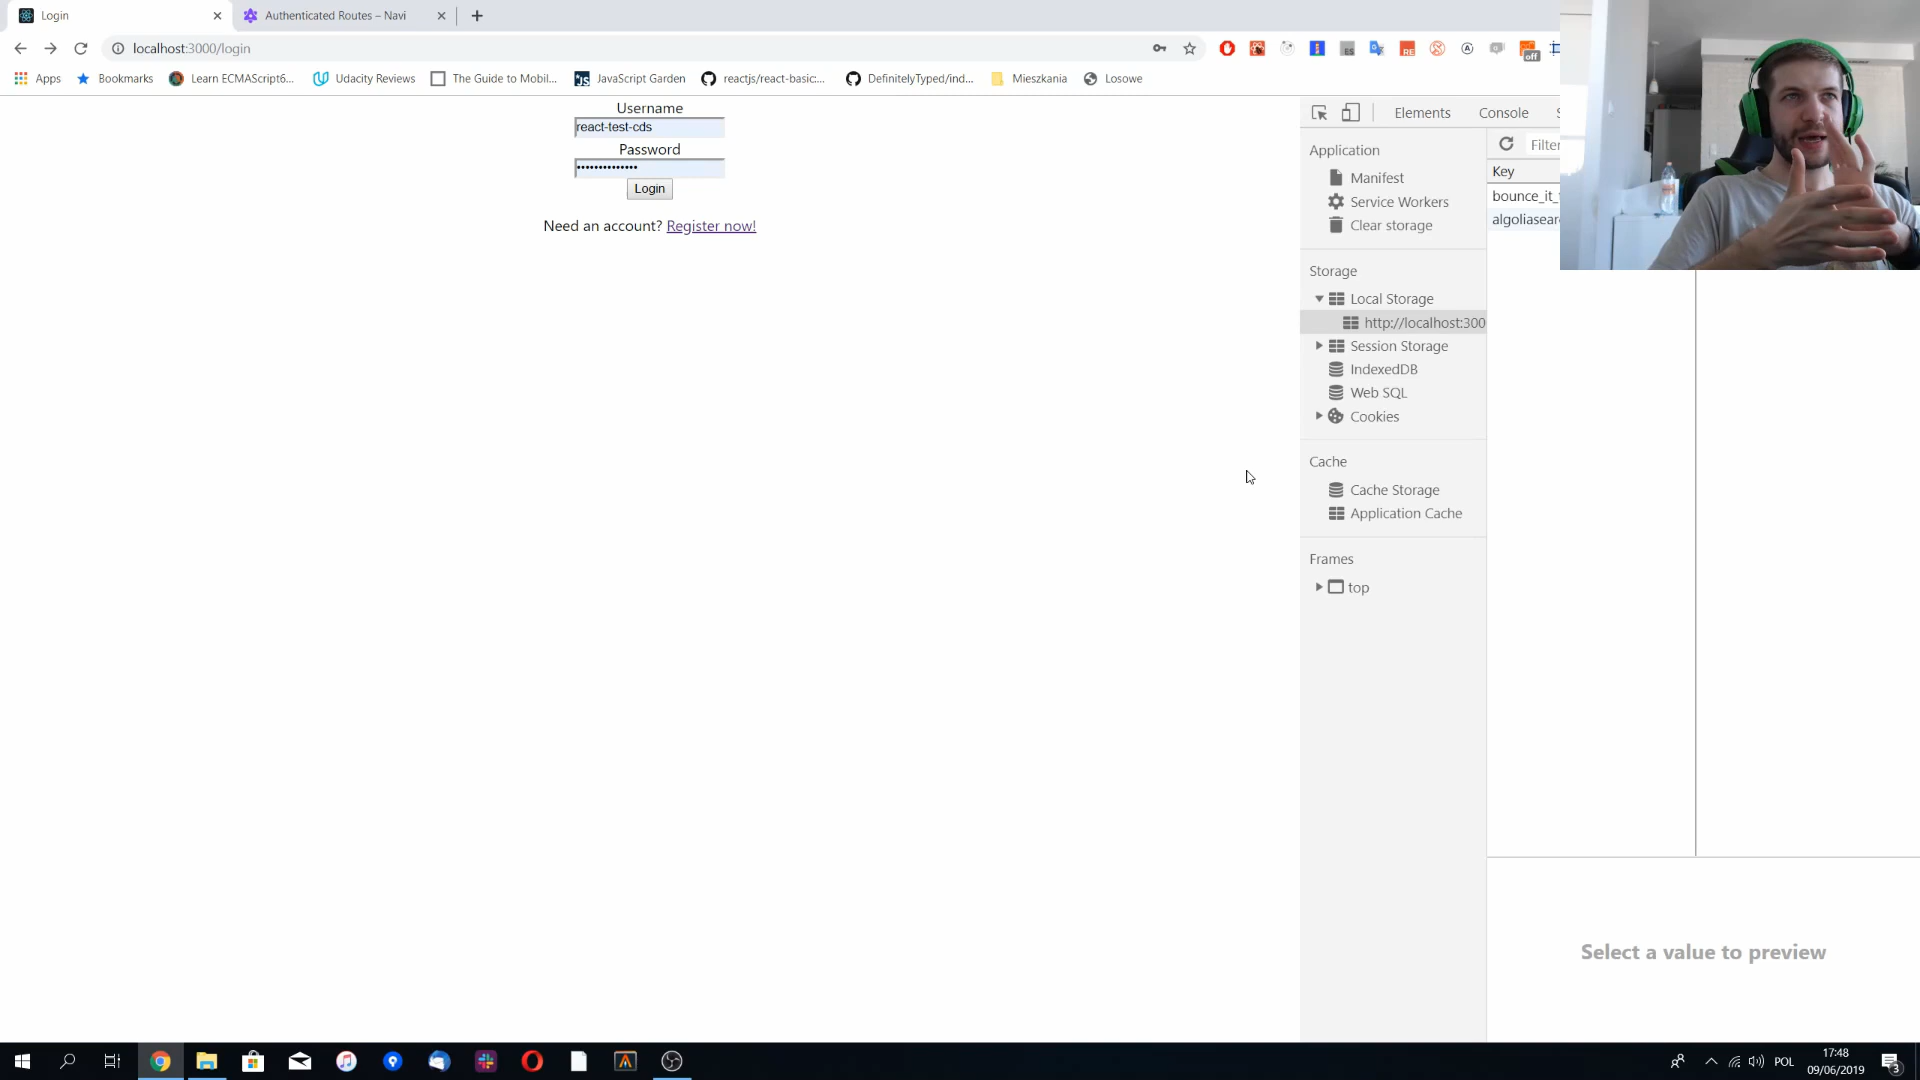 Login
Authenticated Routes – Navi
localhost:3000/login
Apps
Bookmarks
Learn ECMAScript6...
Udacity Reviews
The Guide to Mobil...
JavaScript Garden
reactjs/react-basic:...
DefinitelyTyped/ind...
Mieszkania
Losowe
Username
react-test-cds
Password
••••••••••••••
Login
Need an account? Register now!
Elements
Console
Application
Manifest
Service Workers
Clear storage
Storage
Local Storage
http://localhost:300
Session Storage
IndexedDB
Web SQL
Cookies
Cache
Cache Storage
Application Cache
Frames
top
Filter
Key
bounce_it_
algoliasear
Select a value to preview
ES
RE
off
POL
17:48
09/06/2019
3